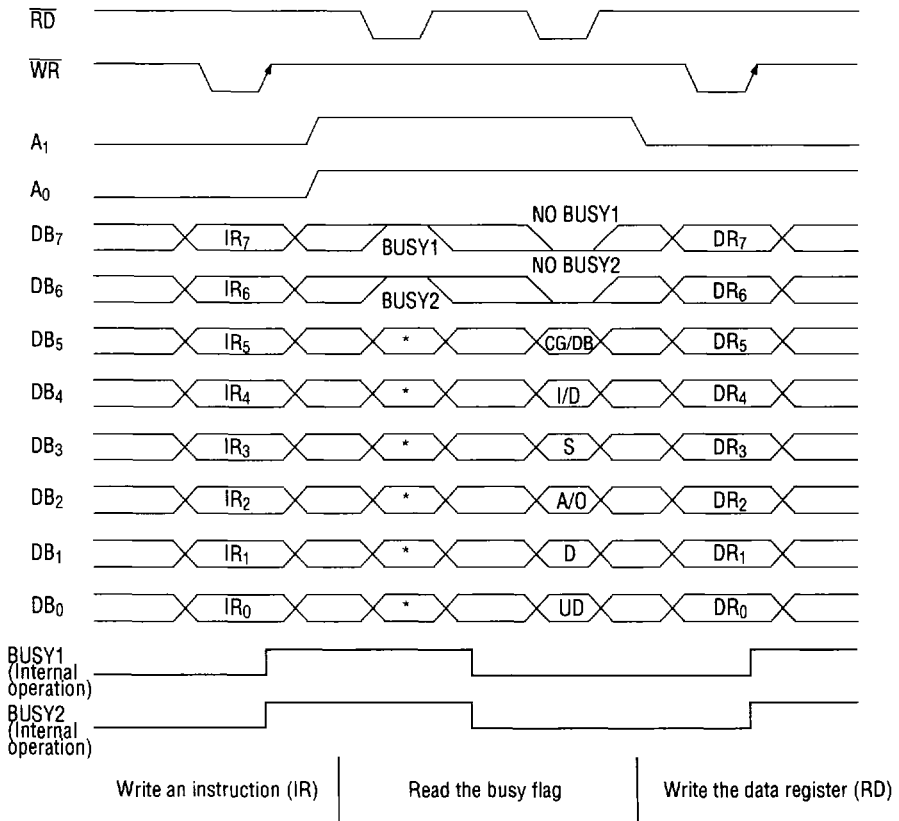 RD
WR
A1
A0
NO BUSY1
DB7 IR7 BUSY1 DR7
NO BUSY2
DB6 IR6 BUSY2 DR6
DB5 IR5 * CG/DB DR5
DB4 IR4 * I/D DR4
DB3 IR3 * S DR3
DB2 IR2 * A/O DR2
DB1 IR1 * D DR1
DB0 IR0 * UD DR0
BUSY1
(Internal
operation)
BUSY2
(Internal
operation)
Write an instruction (IR) Read the busy flag Write the data register (RD)